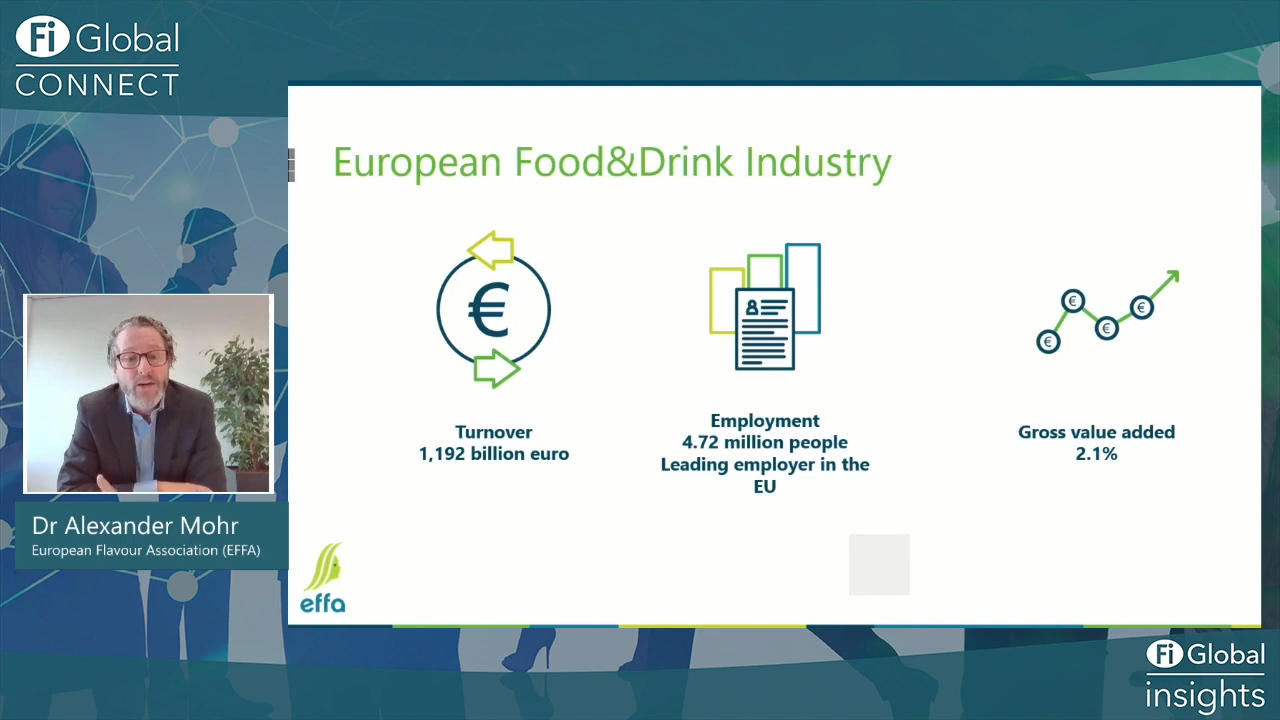 Fi Global
CONNECT
European Food&Drink Industry
€
€
€
€
€
Turnover
1,192 billion euro
Employment
4.72 million people
Leading employer in the
EU
Gross value added
2.1%
Dr Alexander Mohr
European Flavour Association (EFFA)
effa
Fi Global
insights